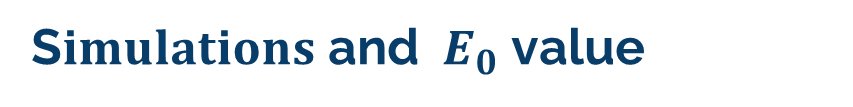 Simulations and E₀ value